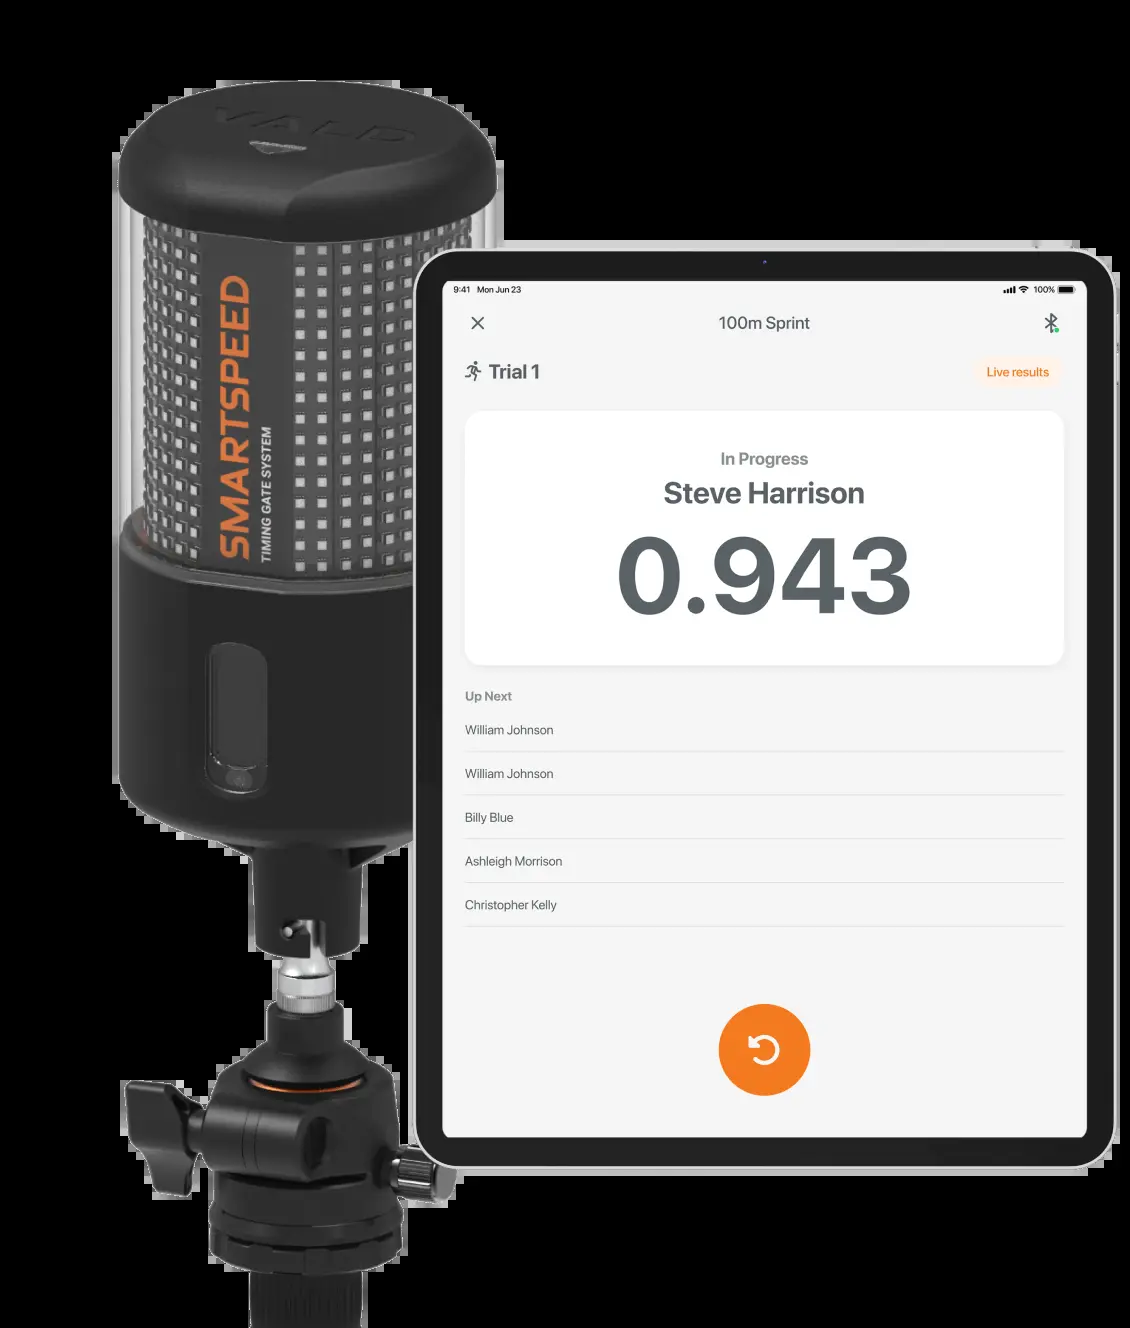 VALD
SMARTSPEED
TIMING GATE SYSTEM
9:41 Mon Jun 23
100%
100m Sprint
Trial 1
Live results
In Progress
Steve Harrison
0.943
Up Next
William Johnson
William Johnson
Billy Blue
Ashleigh Morrison
Christopher Kelly